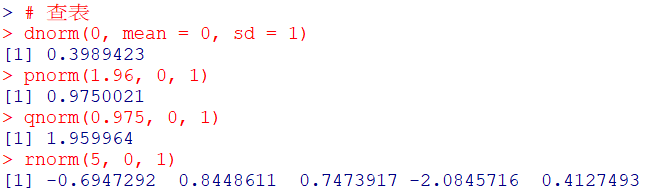 > # 查表
> dnorm(0, mean = 0, sd = 1)
[1] 0.3989423
> pnorm(1.96, 0, 1)
[1] 0.9750021
> qnorm(0.975, 0, 1)
[1] 1.959964
> rnorm(5, 0, 1)
[1] -0.6947292  0.8448611  0.7473917 -2.0845716  0.4127493